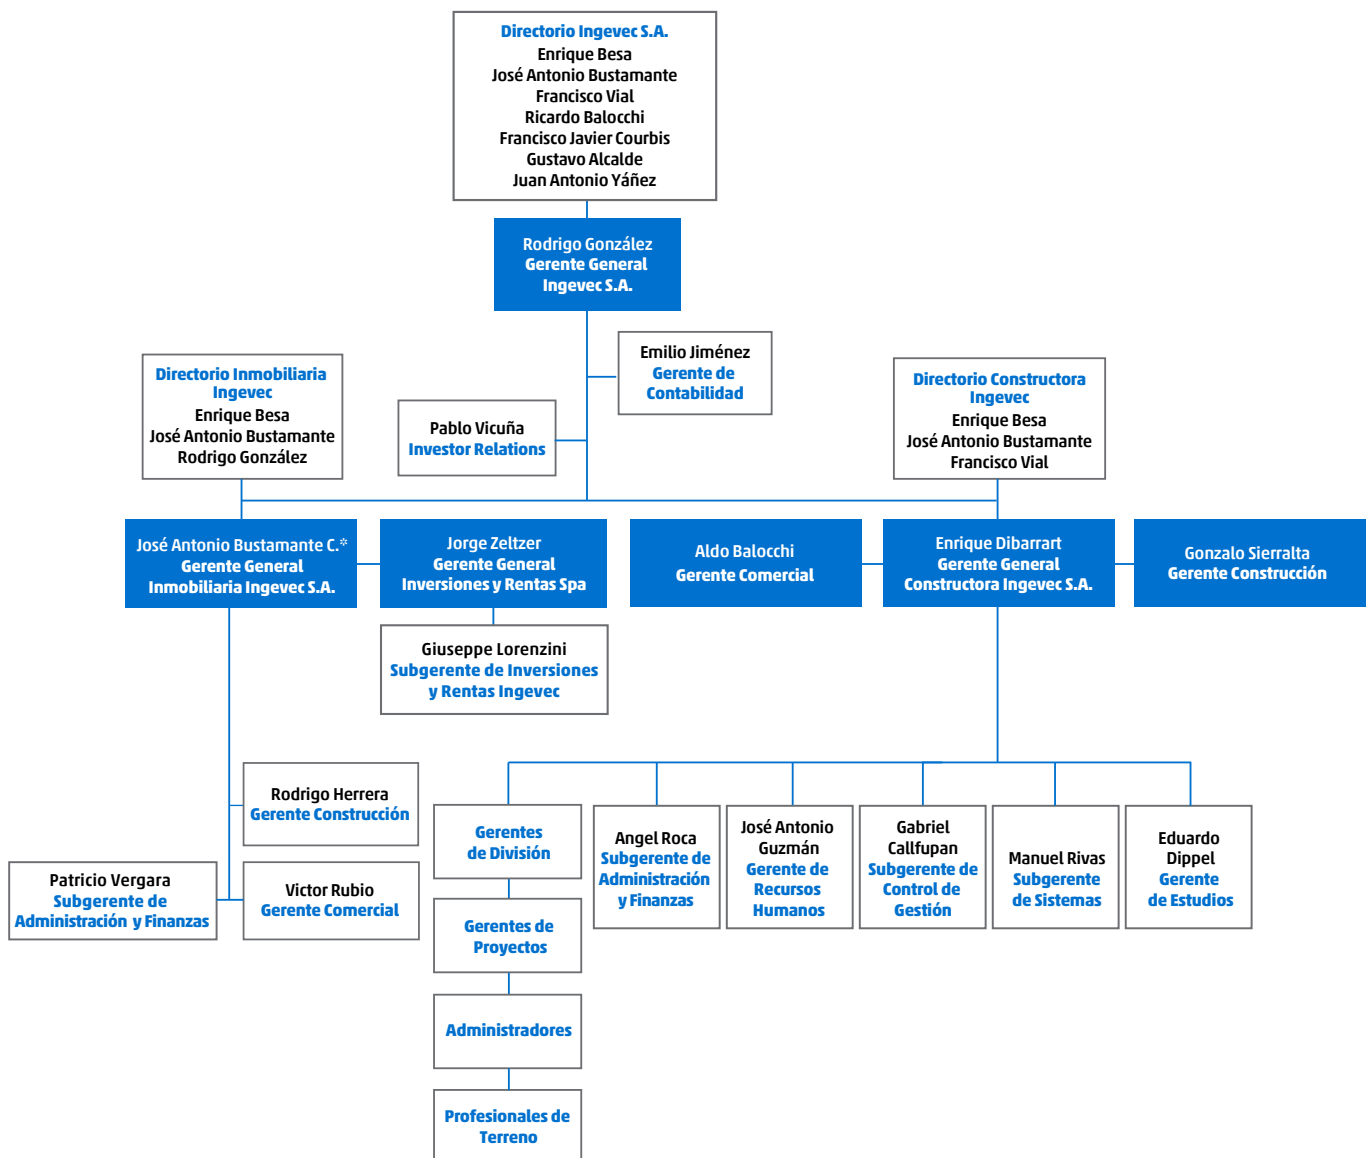 Directorio Ingevec S.A.
Enrique Besa
José Antonio Bustamante
Francisco Vial
Ricardo Balocchi
Francisco Javier Courbis
Gustavo Alcalde
Juan Antonio Yáñez
Rodrigo González
Gerente General
Ingevec S.A.
Emilio Jiménez
Gerente de
Contabilidad
Directorio Inmobiliaria
Ingevec
Enrique Besa
José Antonio Bustamante
Rodrigo González
Pablo Vicuña
Investor Relations
Directorio Constructora
Ingevec
Enrique Besa
José Antonio Bustamante
Francisco Vial
José Antonio Bustamante C.*
Gerente General
Inmobiliaria Ingevec S.A.
Jorge Zeltzer
Gerente General
Inversiones y Rentas Spa
Aldo Balocchi
Gerente Comercial
Enrique Dibarrart
Gerente General
Constructora Ingevec S.A.
Gonzalo Sierralta
Gerente Construcción
Giuseppe Lorenzini
Subgerente de Inversiones
y Rentas Ingevec
Rodrigo Herrera
Gerente Construcción
Patricio Vergara
Subgerente de
Administración y Finanzas
Victor Rubio
Gerente Comercial
Gerentes
de División
Gerentes de
Proyectos
Administradores
Profesionales de
Terreno
Angel Roca
Subgerente de
Administración
y Finanzas
José Antonio
Guzmán
Gerente de
Recursos
Humanos
Gabriel
Callfupan
Subgerente de
Control de
Gestión
Manuel Rivas
Subgerente
de Sistemas
Eduardo
Dippel
Gerente
de Estudios